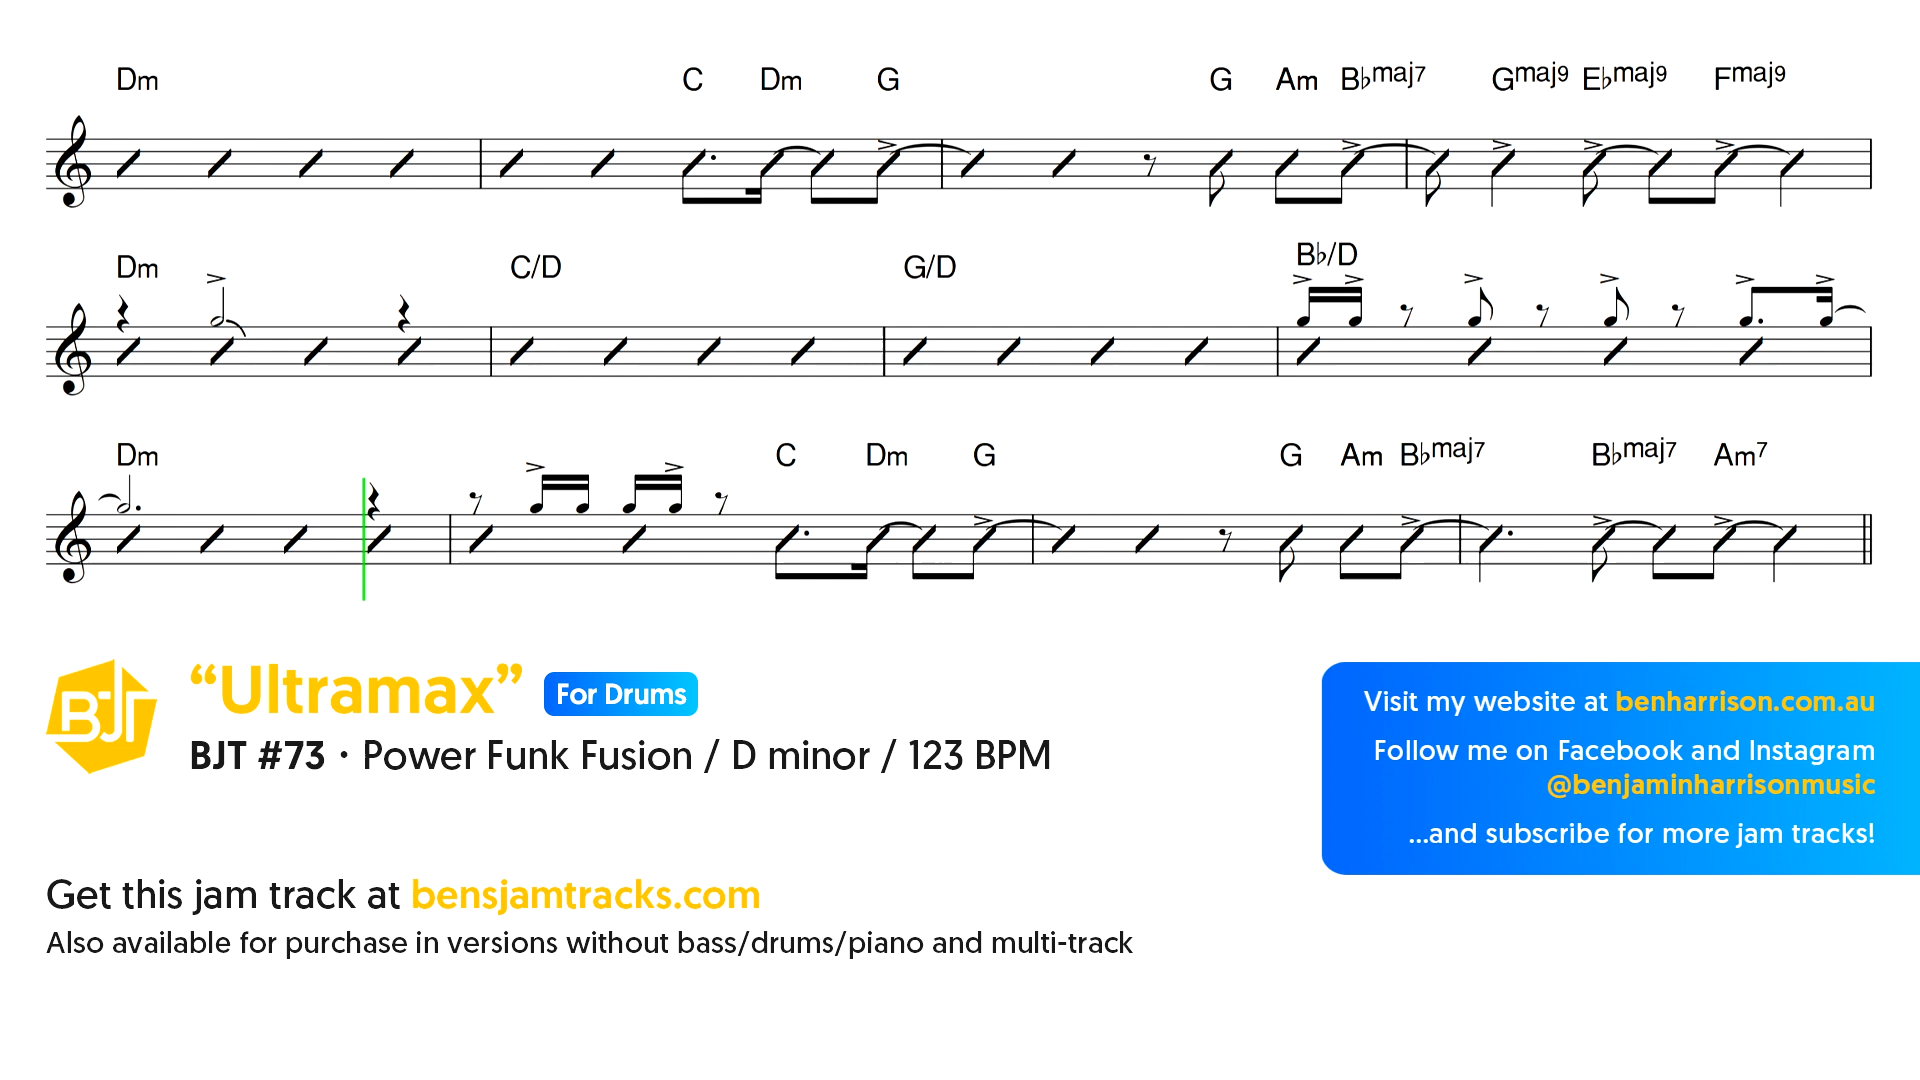 Dm C Dm G G Am B♭maj7 Gmaj9 E♭maj9 Fmaj9
Dm C/D G/D B♭/D
Dm C Dm G G Am B♭maj7 B♭maj7 Am7
BJT
“Ultramax” For Drums
BJT #73 · Power Funk Fusion / D minor / 123 BPM
Visit my website at benharrison.com.au
Follow me on Facebook and Instagram
@benjaminharrisonmusic
...and subscribe for more jam tracks!
Get this jam track at bensjamtracks.com
Also available for purchase in versions without bass/drums/piano and multi-track